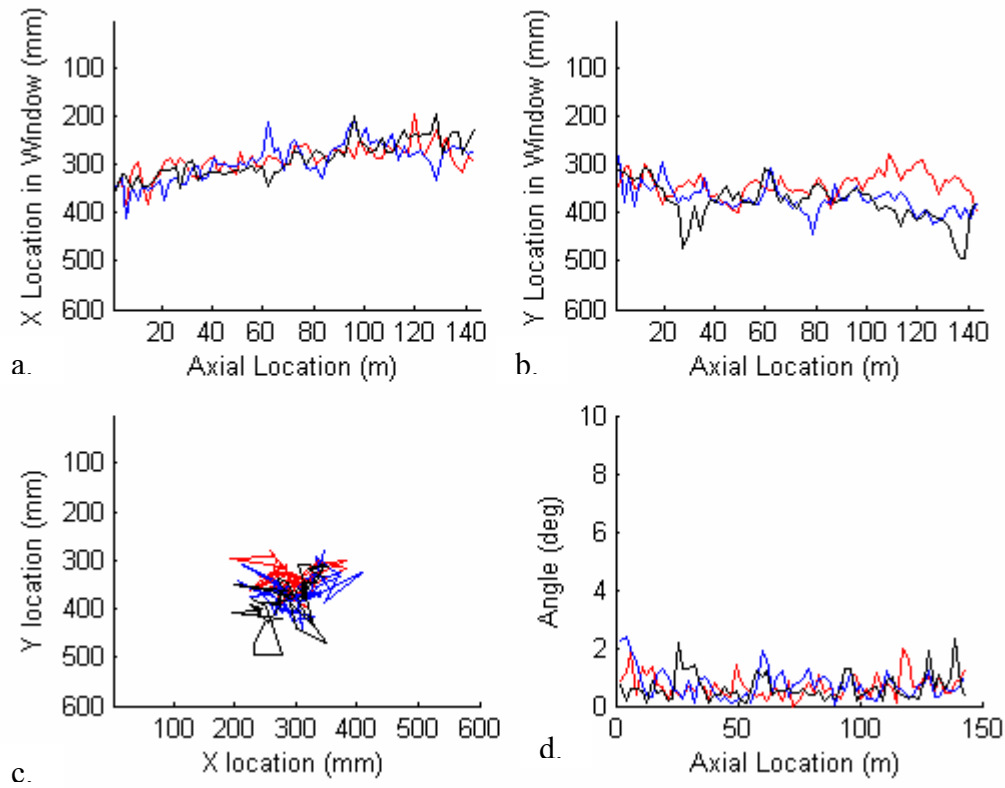 X Location in Window (mm)
100
200
300
400
500
600
20 40 60 80 100 120 140
Axial Location (m)
a.
Y Location in Window (mm)
100
200
300
400
500
600
20 40 60 80 100 120 140
Axial Location (m)
b.
Y location (mm)
100
200
300
400
500
600
100 200 300 400 500 600
X location (mm)
c.
Angle (deg)
10
8
6
4
2
0
0 50 100 150
Axial Location (m)
d.